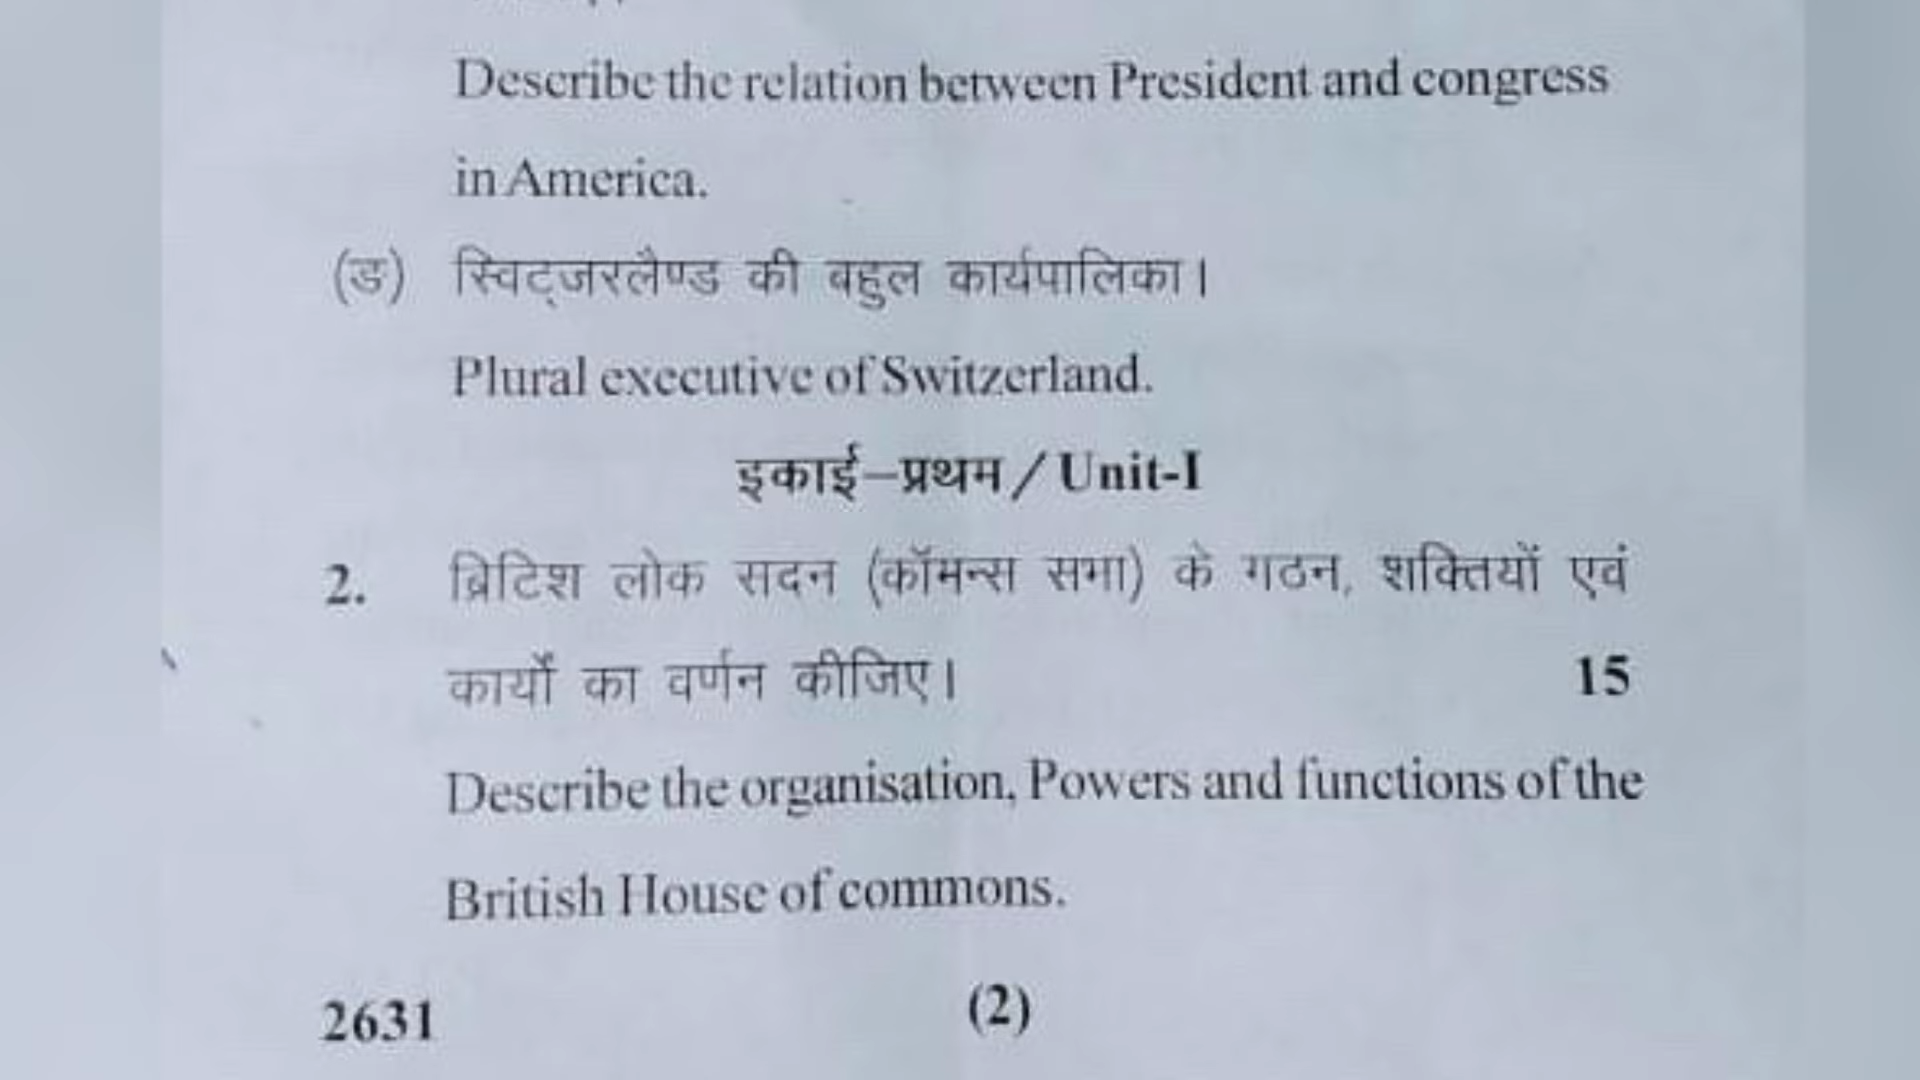 Describe the relation between President and congress
in America.
(ङ) स्विट्जरलैण्ड की बहुल कार्यपालिका।
Plural executive of Switzerland.
इकाई–प्रथम / Unit-I
2. ब्रिटिश लोक सदन (कॉमन्स सभा) के गठन, शक्तियों एवं
कार्यों का वर्णन कीजिए। 15
Describe the organisation, Powers and functions of the
British House of commons.
2631 (2)